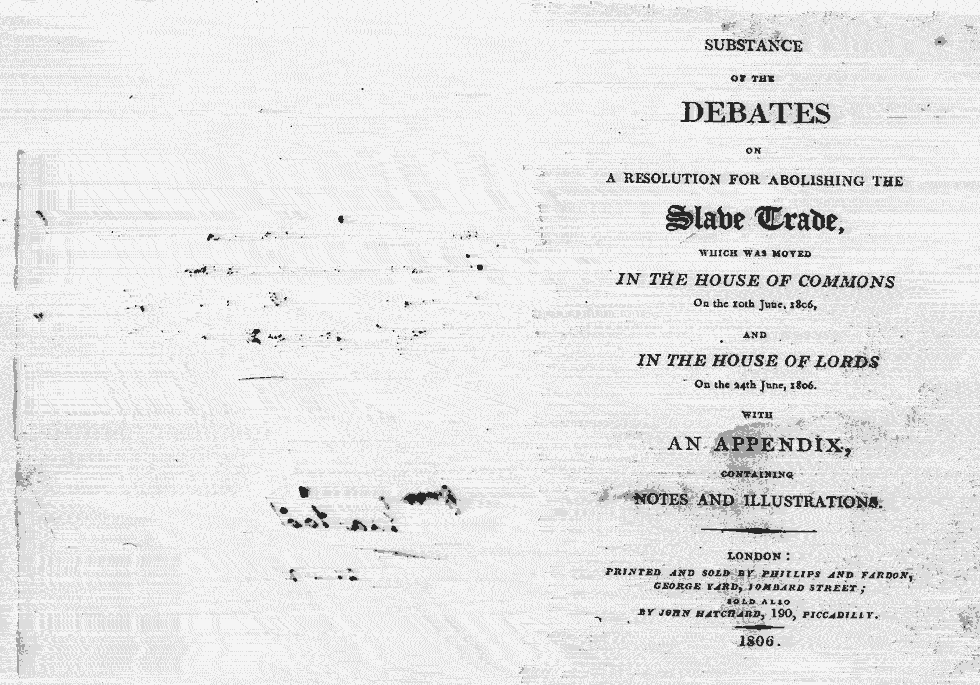 SUBSTANCE
OF THE
DEBATES
ON
A RESOLUTION FOR ABOLISHING THE
Slave Trade,
WHICH WAS MOVED
IN THE HOUSE OF COMMONS
On the 10th June, 1806,
AND
IN THE HOUSE OF LORDS
On the 24th June, 1806.
WITH
AN APPENDIX,
CONTAINING
NOTES AND ILLUSTRATIONS.
LONDON:
PRINTED AND SOLD BY PHILLIPS AND FARDON,
GEORGE YARD, LOMBARD STREET;
SOLD ALSO
BY JOHN HATCHARD, 190, PICCADILLY.
1806.